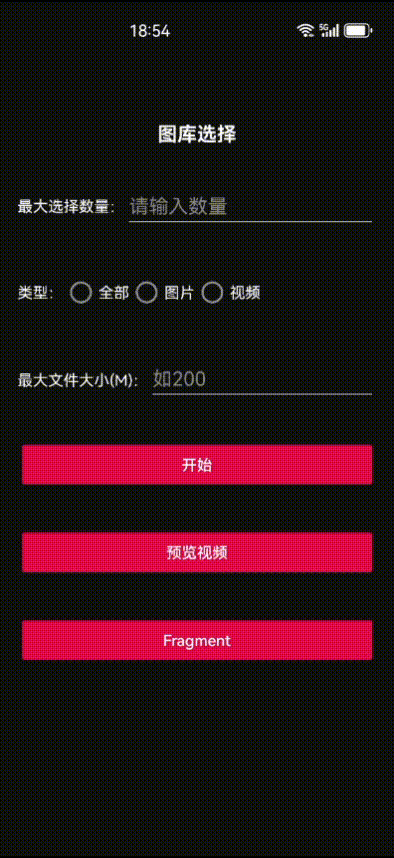 18:54 5G
图库选择
最大选择数量： 请输入数量
类型： 全部 图片 视频
最大文件大小(M)： 如200
开始
预览视频
Fragment